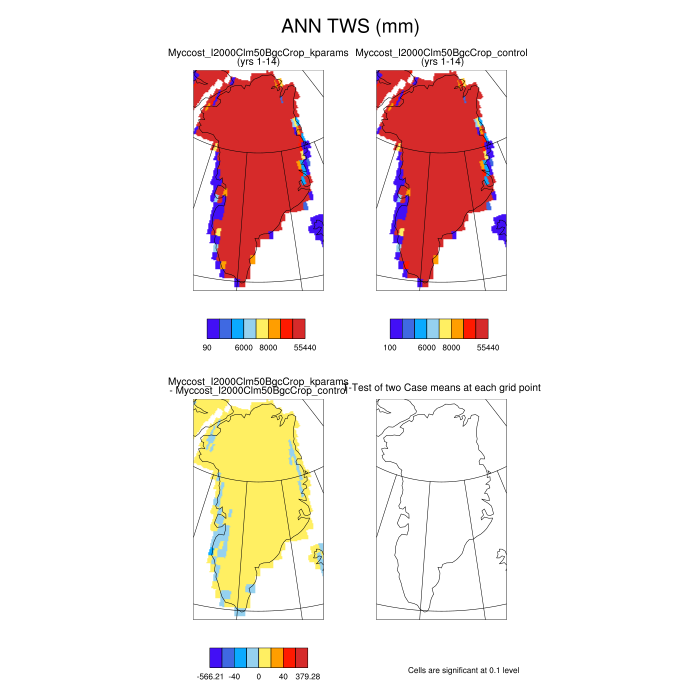 ANN TWS (mm)
Myccost_I2000Clm50BgcCrop_kparams
(yrs 1-14)
Myccost_I2000Clm50BgcCrop_control
(yrs 1-14)
90 6000 8000 55440
100 6000 8000 55440
Myccost_I2000Clm50BgcCrop_kparams
- Myccost_I2000Clm50BgcCrop_control
T-Test of two Case means at each grid point
-566.21 -40 0 40 379.28
Cells are significant at 0.1 level